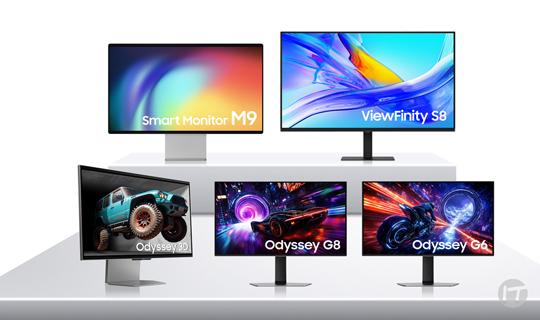 Smart Monitor M9
ViewFinity S8
Odyssey 3D
Odyssey G8
Odyssey G6
IT